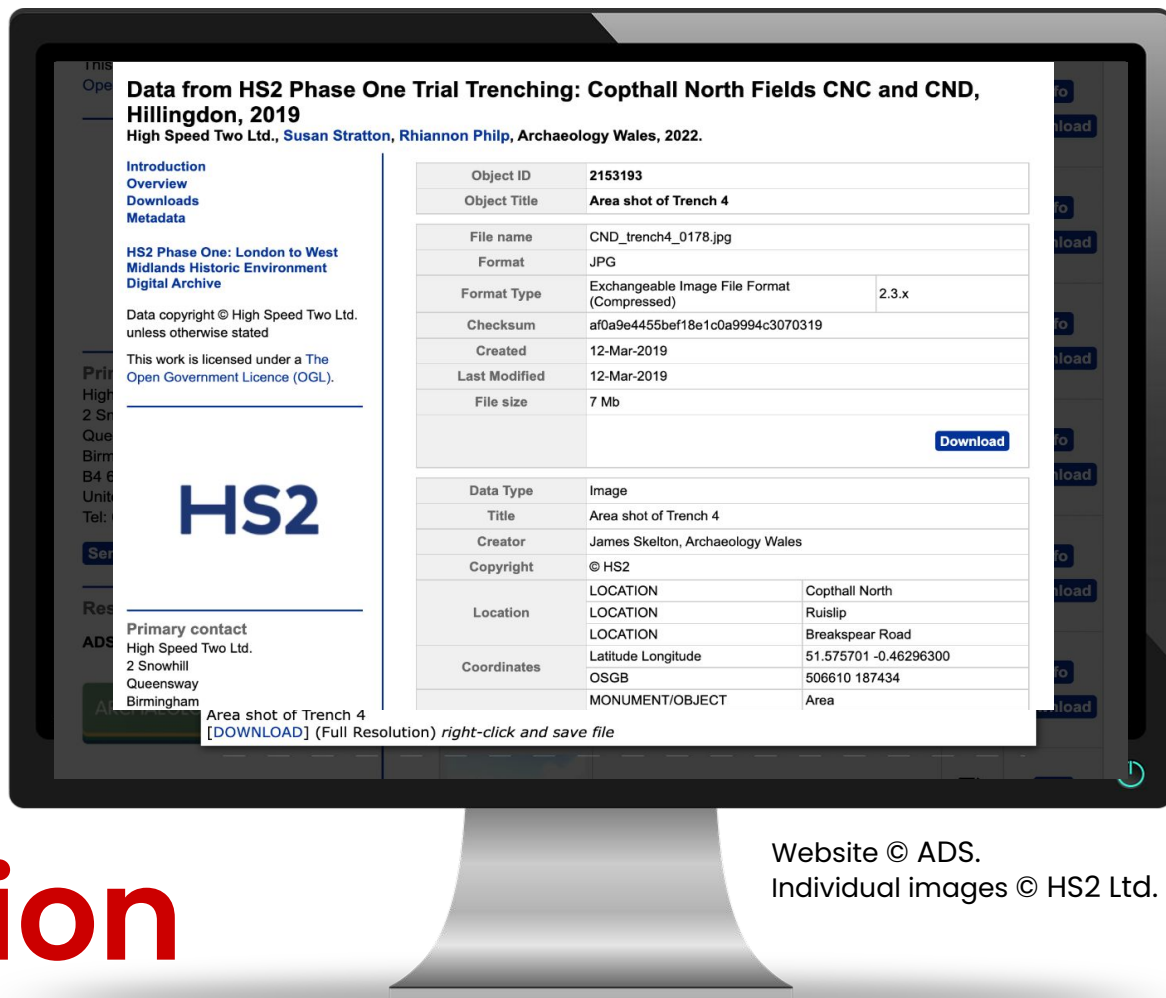 Data from HS2 Phase One Trial Trenching: Copthall North Fields CNC and CND,
Hillingdon, 2019
High Speed Two Ltd., Susan Stratton, Rhiannon Philp, Archaeology Wales, 2022.
Introduction
Overview
Downloads
Metadata
HS2 Phase One: London to West
Midlands Historic Environment
Digital Archive
Data copyright © High Speed Two Ltd.
unless otherwise stated
This work is licensed under a The
Open Government Licence (OGL).
HS2
Primary contact
High Speed Two Ltd.
2 Snowhill
Queensway
Birmingham
Object ID 2153193
Object Title Area shot of Trench 4
File name CND_trench4_0178.jpg
Format JPG
Format Type Exchangeable Image File Format (Compressed) 2.3.x
Checksum af0a9e4455bef18e1c0a9994c3070319
Created 12-Mar-2019
Last Modified 12-Mar-2019
File size 7 Mb
Download
Data Type Image
Title Area shot of Trench 4
Creator James Skelton, Archaeology Wales
Copyright © HS2
Location LOCATION Copthall North
LOCATION Ruislip
LOCATION Breakspear Road
Coordinates Latitude Longitude 51.575701 -0.46296300
OSGB 506610 187434
MONUMENT/OBJECT Area
Area shot of Trench 4
[DOWNLOAD] (Full Resolution) right-click and save file
Website © ADS.
Individual images © HS2 Ltd.
ion